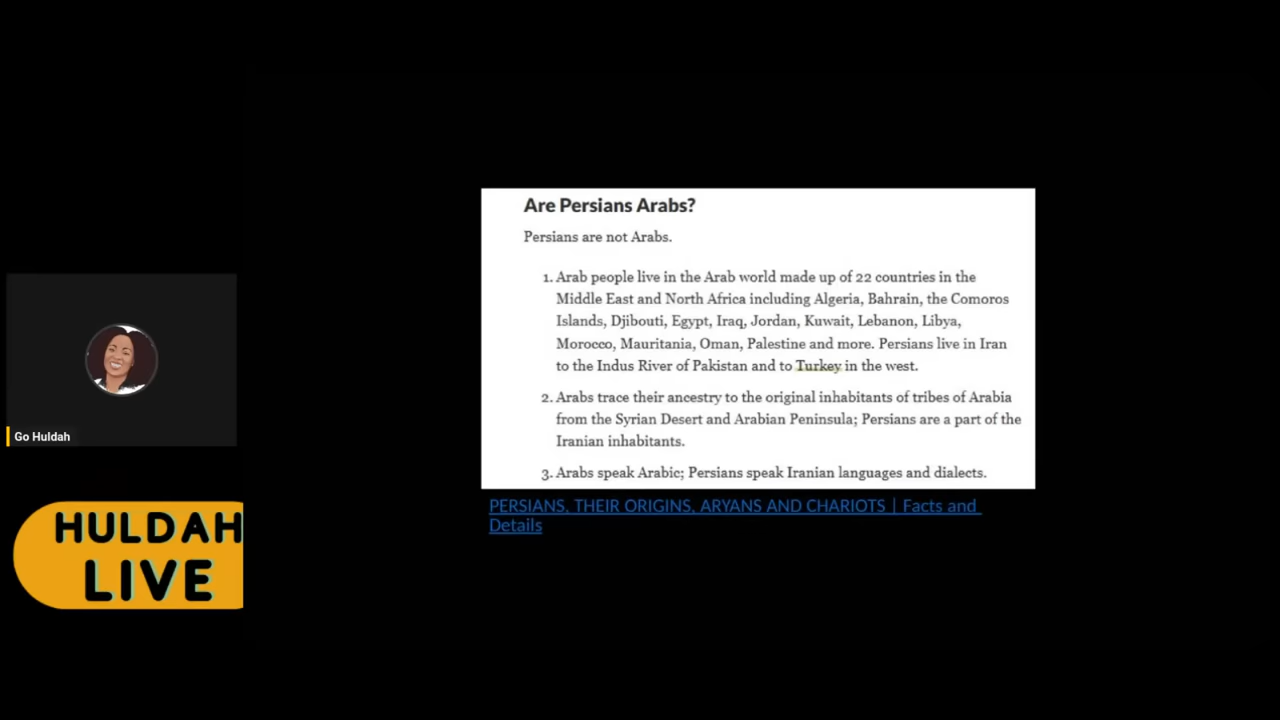 Are Persians Arabs?
Persians are not Arabs.
1. Arab people live in the Arab world made up of 22 countries in the
Middle East and North Africa including Algeria, Bahrain, the Comoros
Islands, Djibouti, Egypt, Iraq, Jordan, Kuwait, Lebanon, Libya,
Morocco, Mauritania, Oman, Palestine and more. Persians live in Iran
to the Indus River of Pakistan and to Turkey in the west.
2. Arabs trace their ancestry to the original inhabitants of tribes of Arabia
from the Syrian Desert and Arabian Peninsula; Persians are a part of the
Iranian inhabitants.
3. Arabs speak Arabic; Persians speak Iranian languages and dialects.
PERSIANS, THEIR ORIGINS, ARYANS AND CHARIOTS | Facts and
Details
Go Huldah
HULDAH
LIVE